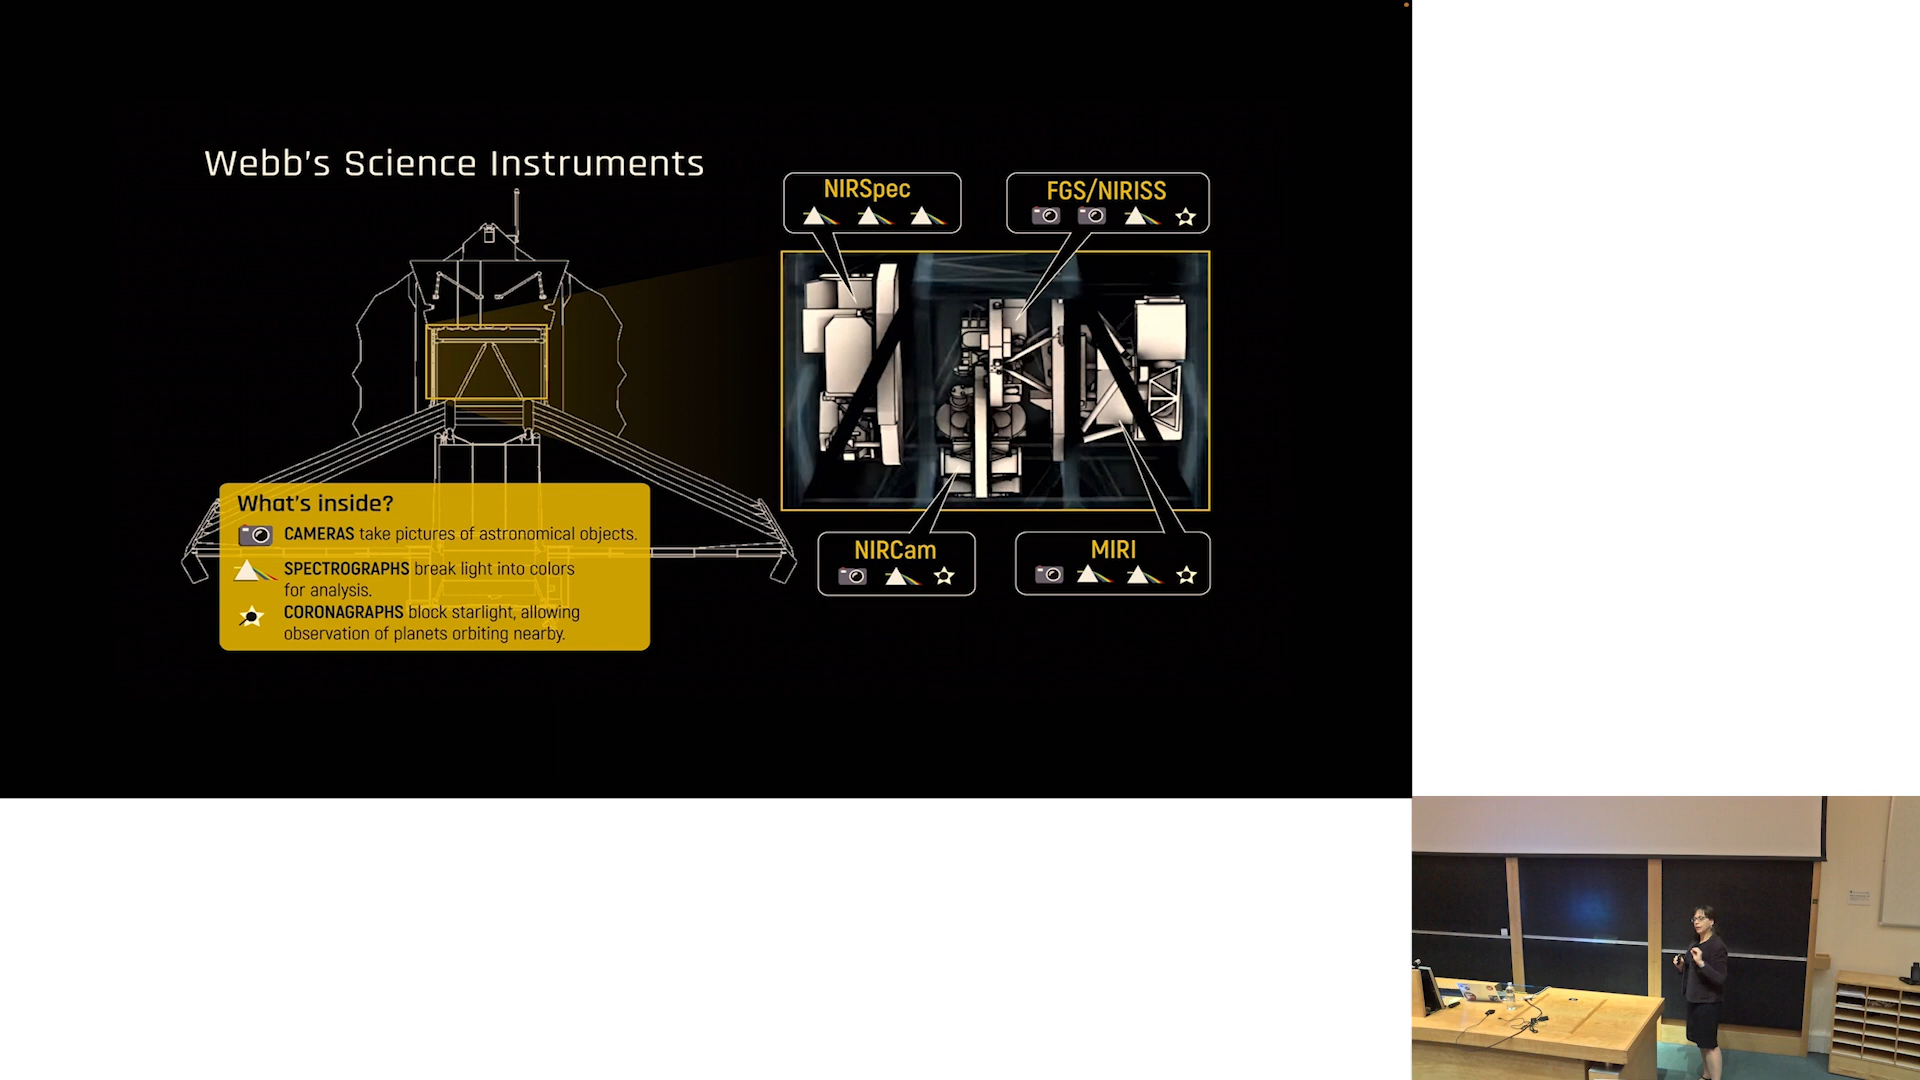 Webb's Science Instruments
NIRSpec
FGS/NIRISS
NIRCam
MIRI
What's inside?
CAMERAS take pictures of astronomical objects.
SPECTROGRAPHS break light into colors
for analysis.
CORONAGRAPHS block starlight, allowing
observation of planets orbiting nearby.